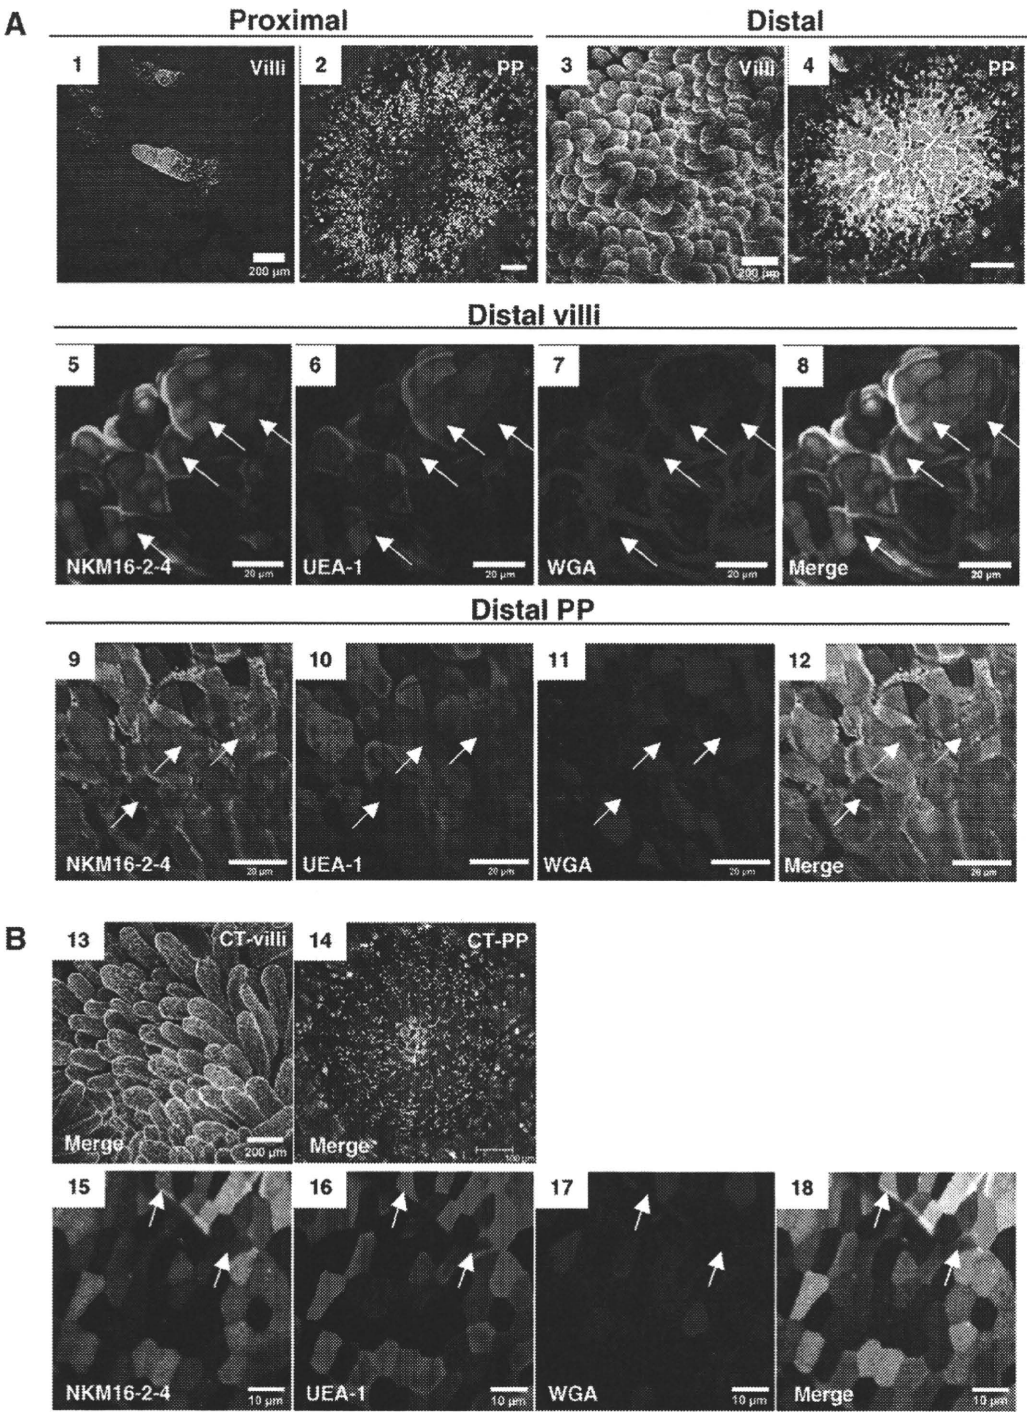 A
Proximal
Distal
1
Villi
200 µm
2
PP
3
Villi
200 µm
4
PP
Distal villi
5
NKM16-2-4
20 µm
6
UEA-1
20 µm
7
WGA
20 µm
8
Merge
20 µm
Distal PP
9
NKM16-2-4
20 µm
10
UEA-1
20 µm
11
WGA
20 µm
12
Merge
20 µm
B
13
CT-villi
Merge
200 µm
14
CT-PP
Merge
100 µm
15
NKM16-2-4
10 µm
16
UEA-1
10 µm
17
WGA
10 µm
18
Merge
10 µm